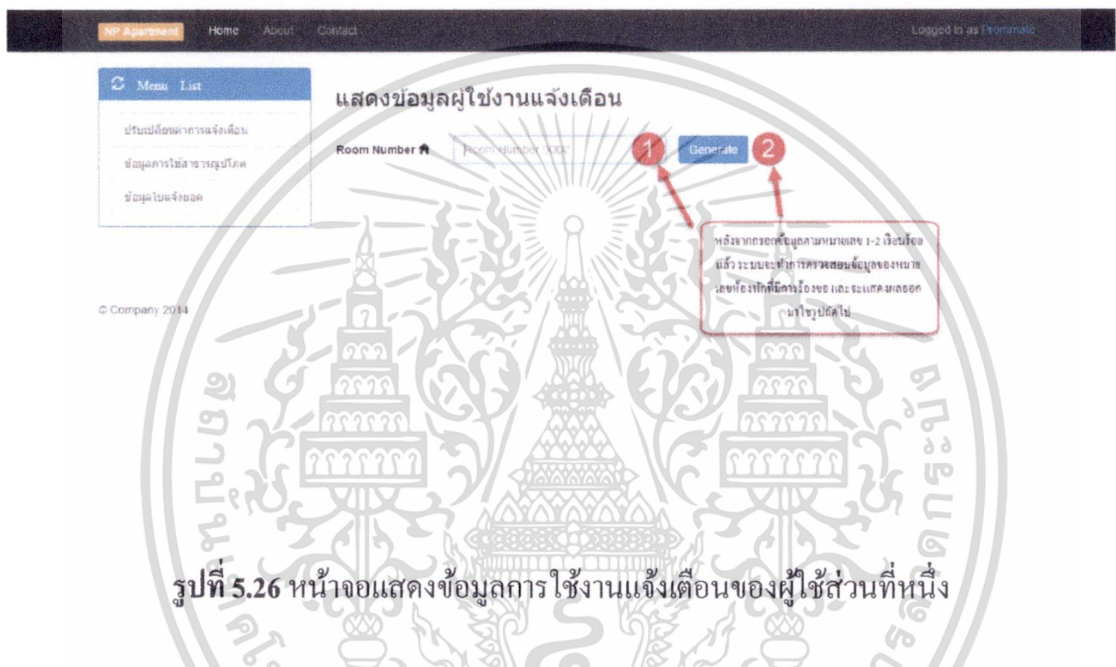 NP Apartment Home About Contact Logged in as Prommate
Menu List
ปรับเปลี่ยนค่าการแจ้งเตือน
ข้อมูลการใช้สาธารณูปโภค
ข้อมูลใบแจ้งยอด
แสดงข้อมูลผู้ใช้งานแจ้งเตือน
Room Number Room Number 'XXX' 1 Generate 2
หลังจากกรอกข้อมูลตามหมายเลข 1-2 เรียบร้อย
แล้ว ระบบจะทำการตรวจสอบข้อมูลของหมาย
เลขห้องพักที่มีการร้องขอ และจะแสดงผลออก
มาใชรูปถัดไป
© Company 2014
รูปที่ 5.26 หน้าจอแสดงข้อมูลการใช้งานแจ้งเตือนของผู้ใช้ส่วนที่หนึ่ง